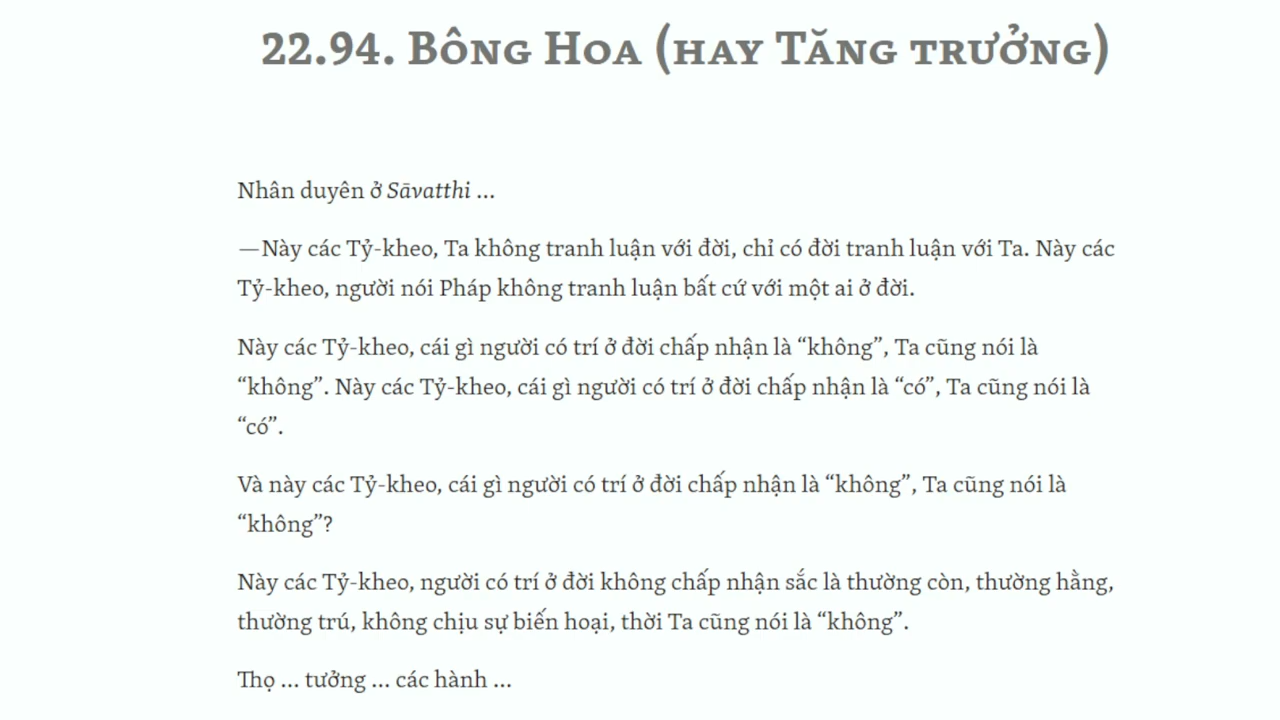 22.94. Bông Hoa (hay Tăng trưởng)
Nhân duyên ở Sāvatthi ...
—Này các Tỷ-kheo, Ta không tranh luận với đời, chỉ có đời tranh luận với Ta. Này các
Tỷ-kheo, người nói Pháp không tranh luận bất cứ với một ai ở đời.
Này các Tỷ-kheo, cái gì người có trí ở đời chấp nhận là “không”, Ta cũng nói là
“không”. Này các Tỷ-kheo, cái gì người có trí ở đời chấp nhận là “có”, Ta cũng nói là
“có”.
Và này các Tỷ-kheo, cái gì người có trí ở đời chấp nhận là “không”, Ta cũng nói là
“không”?
Này các Tỷ-kheo, người có trí ở đời không chấp nhận sắc là thường còn, thường hằng,
thường trú, không chịu sự biến hoại, thời Ta cũng nói là “không”.
Thọ ... tưởng ... các hành ...